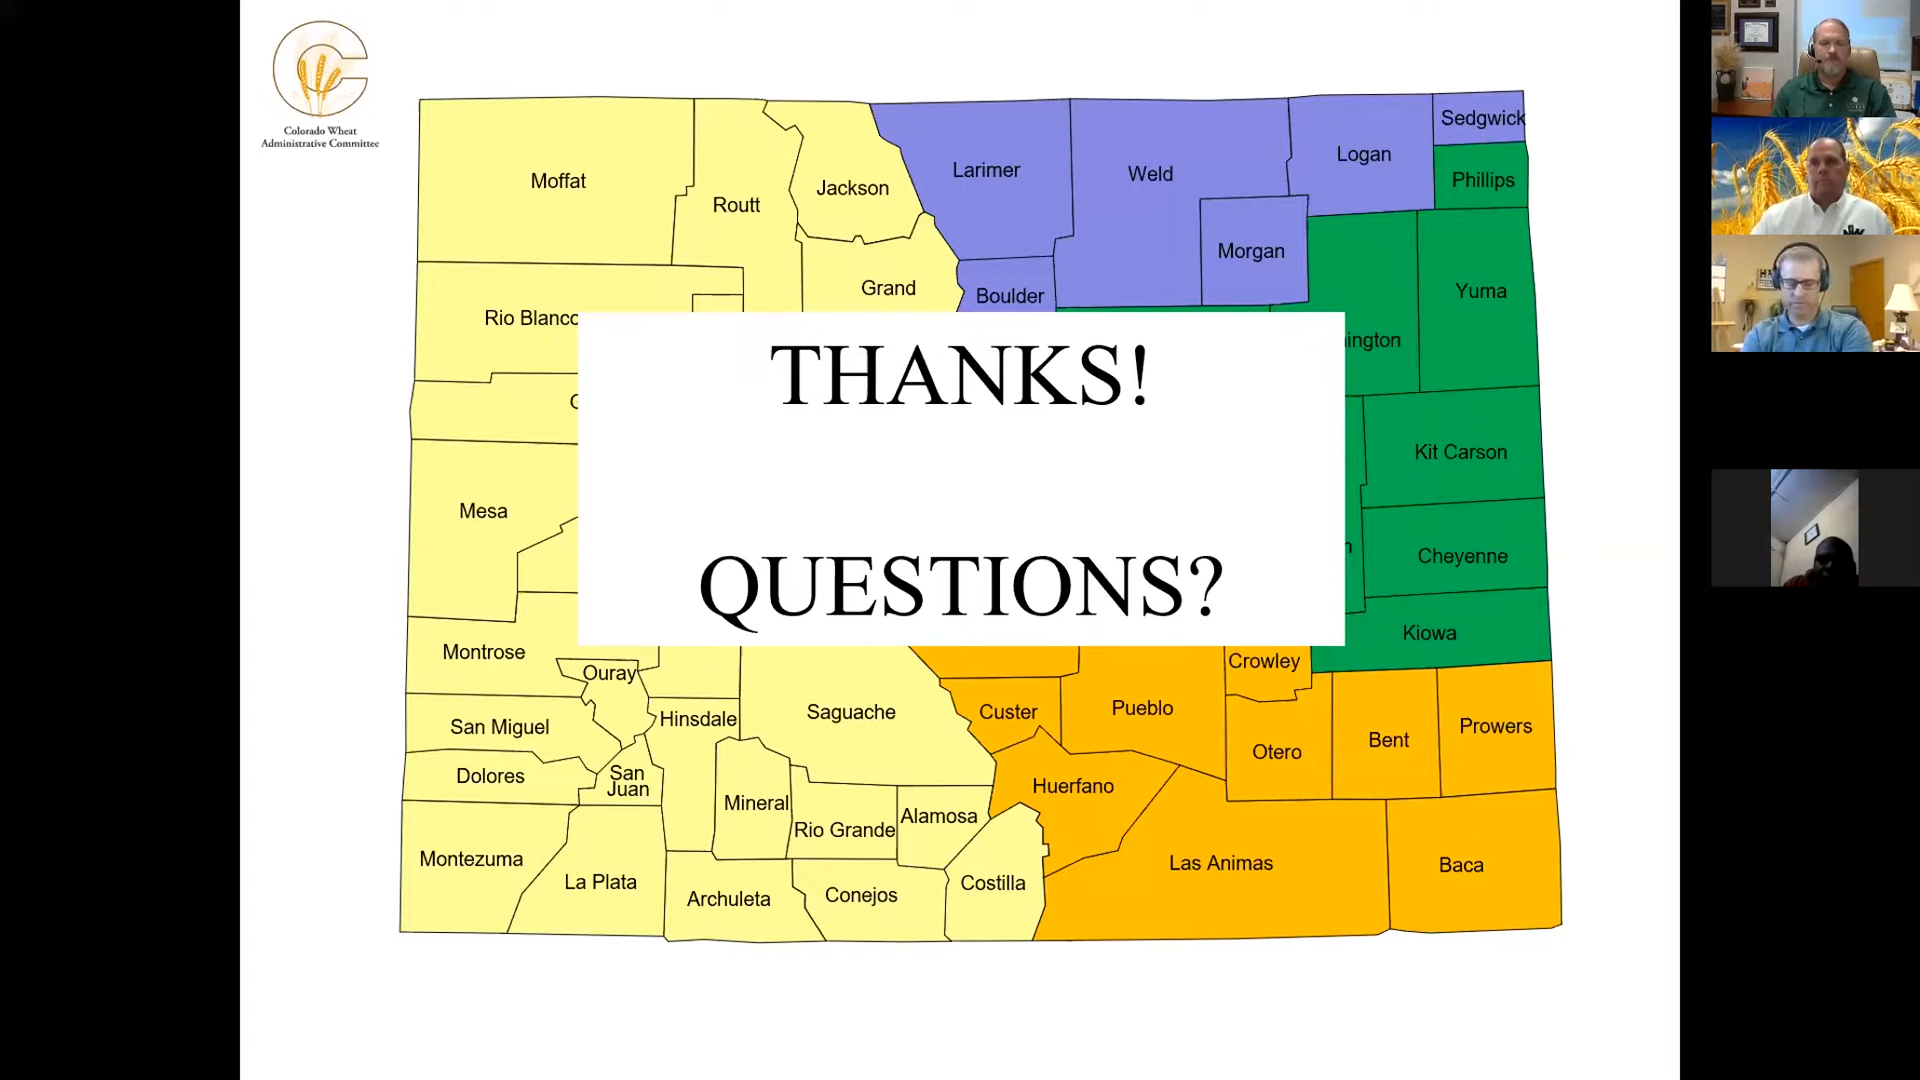 Colorado Wheat
Administrative Committee
Sedgwick
Larimer
Weld
Logan
Moffat
Jackson
Phillips
Routt
Morgan
Grand
Boulder
Yuma
Rio Blanco
ington
THANKS!
Kit Carson
Mesa
Cheyenne
QUESTIONS?
Kiowa
Montrose
Ouray
Crowley
San Miguel
Hinsdale
Saguache
Custer
Pueblo
Otero
Bent
Prowers
Dolores
San
Juan
Mineral
Rio Grande
Alamosa
Huerfano
Montezuma
La Plata
Archuleta
Conejos
Costilla
Las Animas
Baca